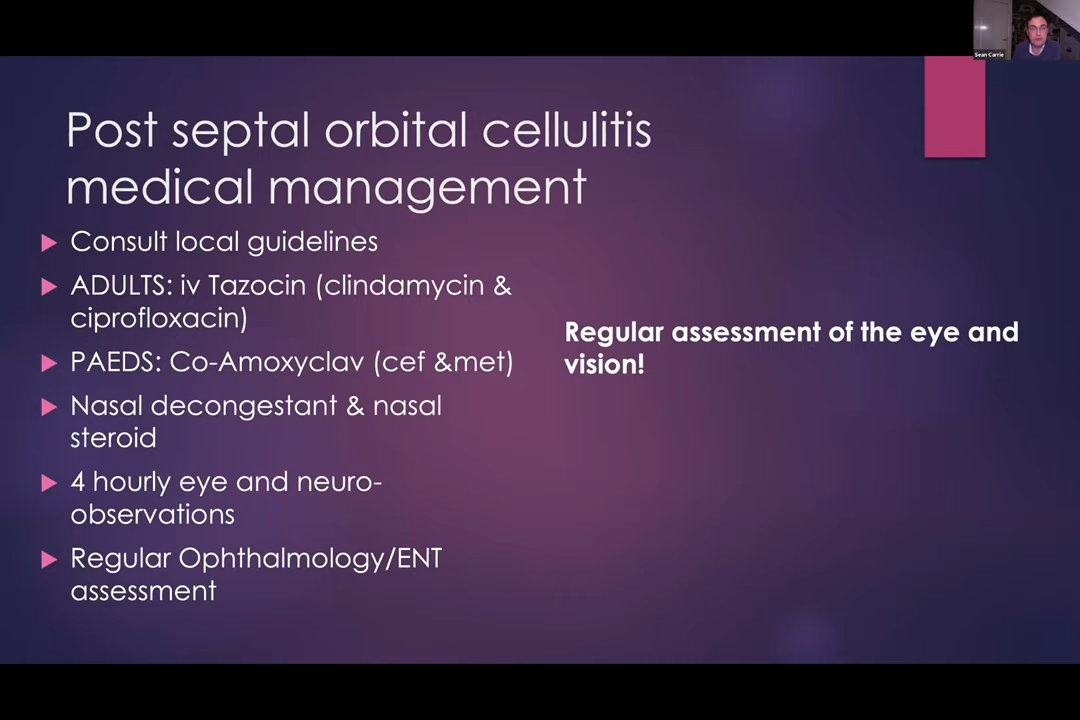 Sean Carrie
Post septal orbital cellulitis
medical management
Consult local guidelines
ADULTS: iv Tazocin (clindamycin &
ciprofloxacin)
PAEDS: Co-Amoxyclav (cef &met)
Nasal decongestant & nasal
steroid
4 hourly eye and neuro-
observations
Regular Ophthalmology/ENT
assessment
Regular assessment of the eye and
vision!